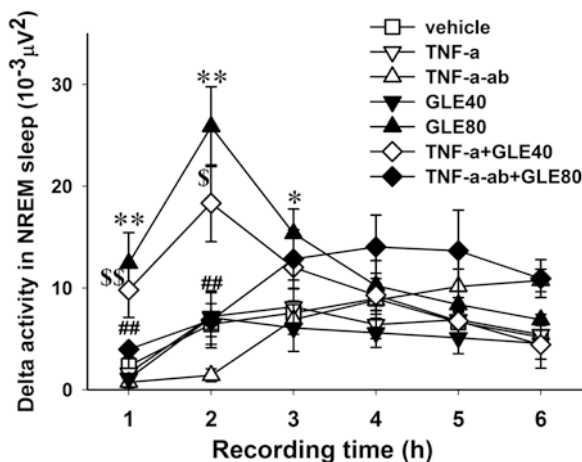 Delta activity in NREM sleep (10-3μV2)
30
20
10
0
1 2 3 4 5 6
Recording time (h)
vehicle
TNF-a
TNF-a-ab
GLE40
GLE80
TNF-a+GLE40
TNF-a-ab+GLE80
**
**
*
$
$$
##
##